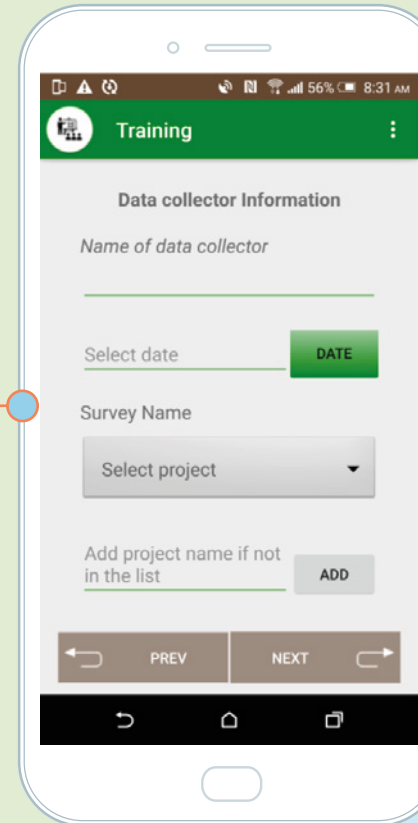 56% 8:31 AM
Training
Data collector Information
Name of data collector
Select date
DATE
Survey Name
Select project
Add project name if not
in the list
ADD
PREV
NEXT